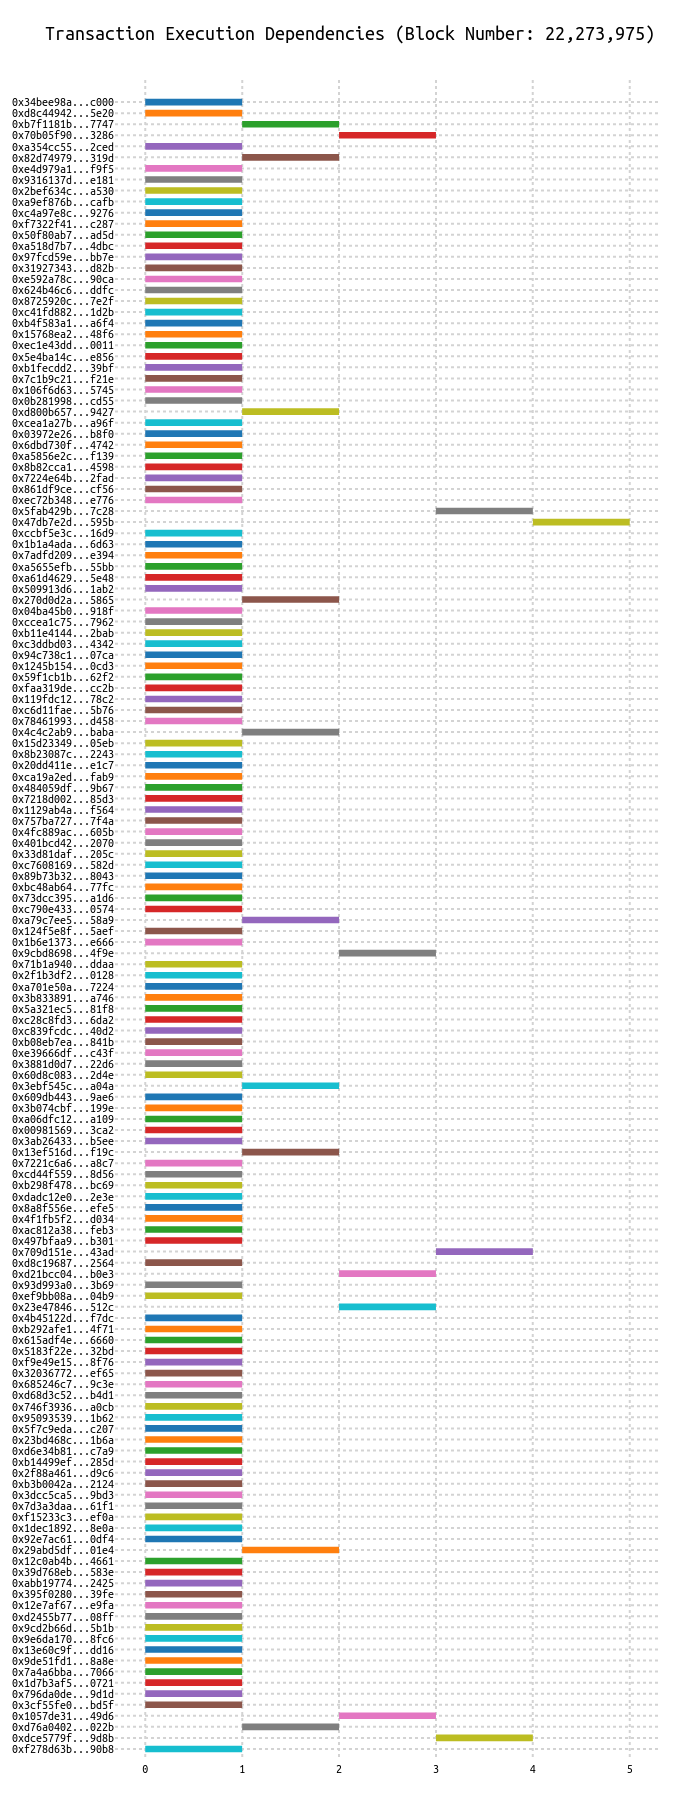 Transaction Execution Dependencies (Block Number: 22,273,975)
0x34bee98a...c000
0xd8c44942...5e20
0xb7f1181b...7747
0x70b05f90...3286
0xa354cc55...2ced
0x82d74979...319d
0xe4d979a1...f9f5
0x9316137d...e181
0x2bef634c...a530
0xa9ef876b...cafb
0xc4a97e8c...9276
0xf7322f41...c287
0x50f80ab7...ad5d
0xa518d7b7...4dbc
0x97fcd59e...bb7e
0x31927343...d82b
0xe592a78c...90ca
0x624b46c6...ddfc
0x8725920c...7e2f
0xc41fd882...1d2b
0xb4f583a1...a6f4
0x15768ea2...48f6
0xec1e43dd...0011
0x5e4ba14c...e856
0xb1fecdd2...39bf
0x7c1b9c21...f21e
0x106f6d63...5745
0x0b281998...cd55
0xd800b657...9427
0xcea1a27b...a96f
0x03972e26...b8f0
0x6dbd730f...4742
0xa5856e2c...f139
0x8b82cca1...4598
0x7224e64b...2fad
0x861df9ce...cf56
0xec72b348...e776
0x5fab429b...7c28
0x47db7e2d...595b
0xccbf5e3c...16d9
0x1b1a4ada...6d63
0x7adfd209...e394
0xa5655efb...55bb
0xa61d4629...5e48
0x509913d6...1ab2
0x270d0d2a...5865
0x04ba45b0...918f
0xccea1c75...7962
0xb11e4144...2bab
0xc3ddbd03...4342
0x94c738c1...07ca
0x1245b154...0cd3
0x59f1cb1b...62f2
0xfaa319de...cc2b
0x119fdc12...78c2
0xc6d11fae...5b76
0x78461993...d458
0x4c4c2ab9...baba
0x15d23349...05eb
0x8b23087c...2243
0x20dd411e...e1c7
0xca19a2ed...fab9
0x484059df...9b67
0x7218d002...85d3
0x1129ab4a...f564
0x757ba727...7f4a
0x4fc889ac...605b
0x401bcd42...2070
0x33d81daf...205c
0xc7608169...582d
0x89b73b32...8043
0xbc48ab64...77fc
0x73dcc395...a1d6
0xc790e433...0574
0xa79c7ee5...58a9
0x124f5e8f...5aef
0x1b6e1373...e666
0x9cbd8698...4f9e
0x71b1a940...ddaa
0x2f1b3df2...0128
0xa701e50a...7224
0x3b833891...a746
0x5a321ec5...81f8
0xc28c8fd3...6da2
0xc839fcdc...40d2
0xb08eb7ea...841b
0xe39666df...c43f
0x3881d0d7...22d6
0x60d8c083...2d4e
0x3ebf545c...a04a
0x609db443...9ae6
0x3b074cbf...199e
0xa06dfc12...a109
0x00981569...3ca2
0x3ab26433...b5ee
0x13ef516d...f19c
0x7221c6a6...a8c7
0xcd44f559...8d56
0xb298f478...bc69
0xdadc12e0...2e3e
0x8a8f556e...efe5
0x4f1fb5f2...d034
0xac812a38...feb3
0x497bfaa9...b301
0x709d151e...43ad
0xd8c19687...2564
0xd21bcc04...b0e3
0x93d993a0...3b69
0xef9bb08a...04b9
0x23e47846...512c
0x4b45122d...f7dc
0xb292afe1...4f71
0x615adf4e...6660
0x5183f22e...32bd
0xf9e49e15...8f76
0x32036772...ef65
0x685246c7...9c3e
0xd68d3c52...b4d1
0x746f3936...a0cb
0x95093539...1b62
0x5f7c9eda...c207
0x23bd468c...1b6a
0xd6e34b81...c7a9
0xb14499ef...285d
0x2f88a461...d9c6
0xb3b0042a...2124
0x3dcc5ca5...9bd3
0x7d3a3daa...61f1
0xf15233c3...ef0a
0x1dec1892...8e0a
0x92e7ac61...0df4
0x29abd5df...01e4
0x12c0ab4b...4661
0x39d768eb...583e
0xabb19774...2425
0x395f0280...39fe
0x12e7af67...e9fa
0xd2455b77...08ff
0x9cd2b66d...5b1b
0x9e6da170...8fc6
0x13e60c9f...dd16
0x9de51fd1...8a8e
0x7a4a6bba...7066
0x1d7b3af5...0721
0x796da0de...9d1d
0x3cf55fe0...bd5f
0x1057de31...49d6
0xd76a0402...022b
0xdce5779f...9d8b
0xf278d63b...90b8
0 1 2 3 4 5